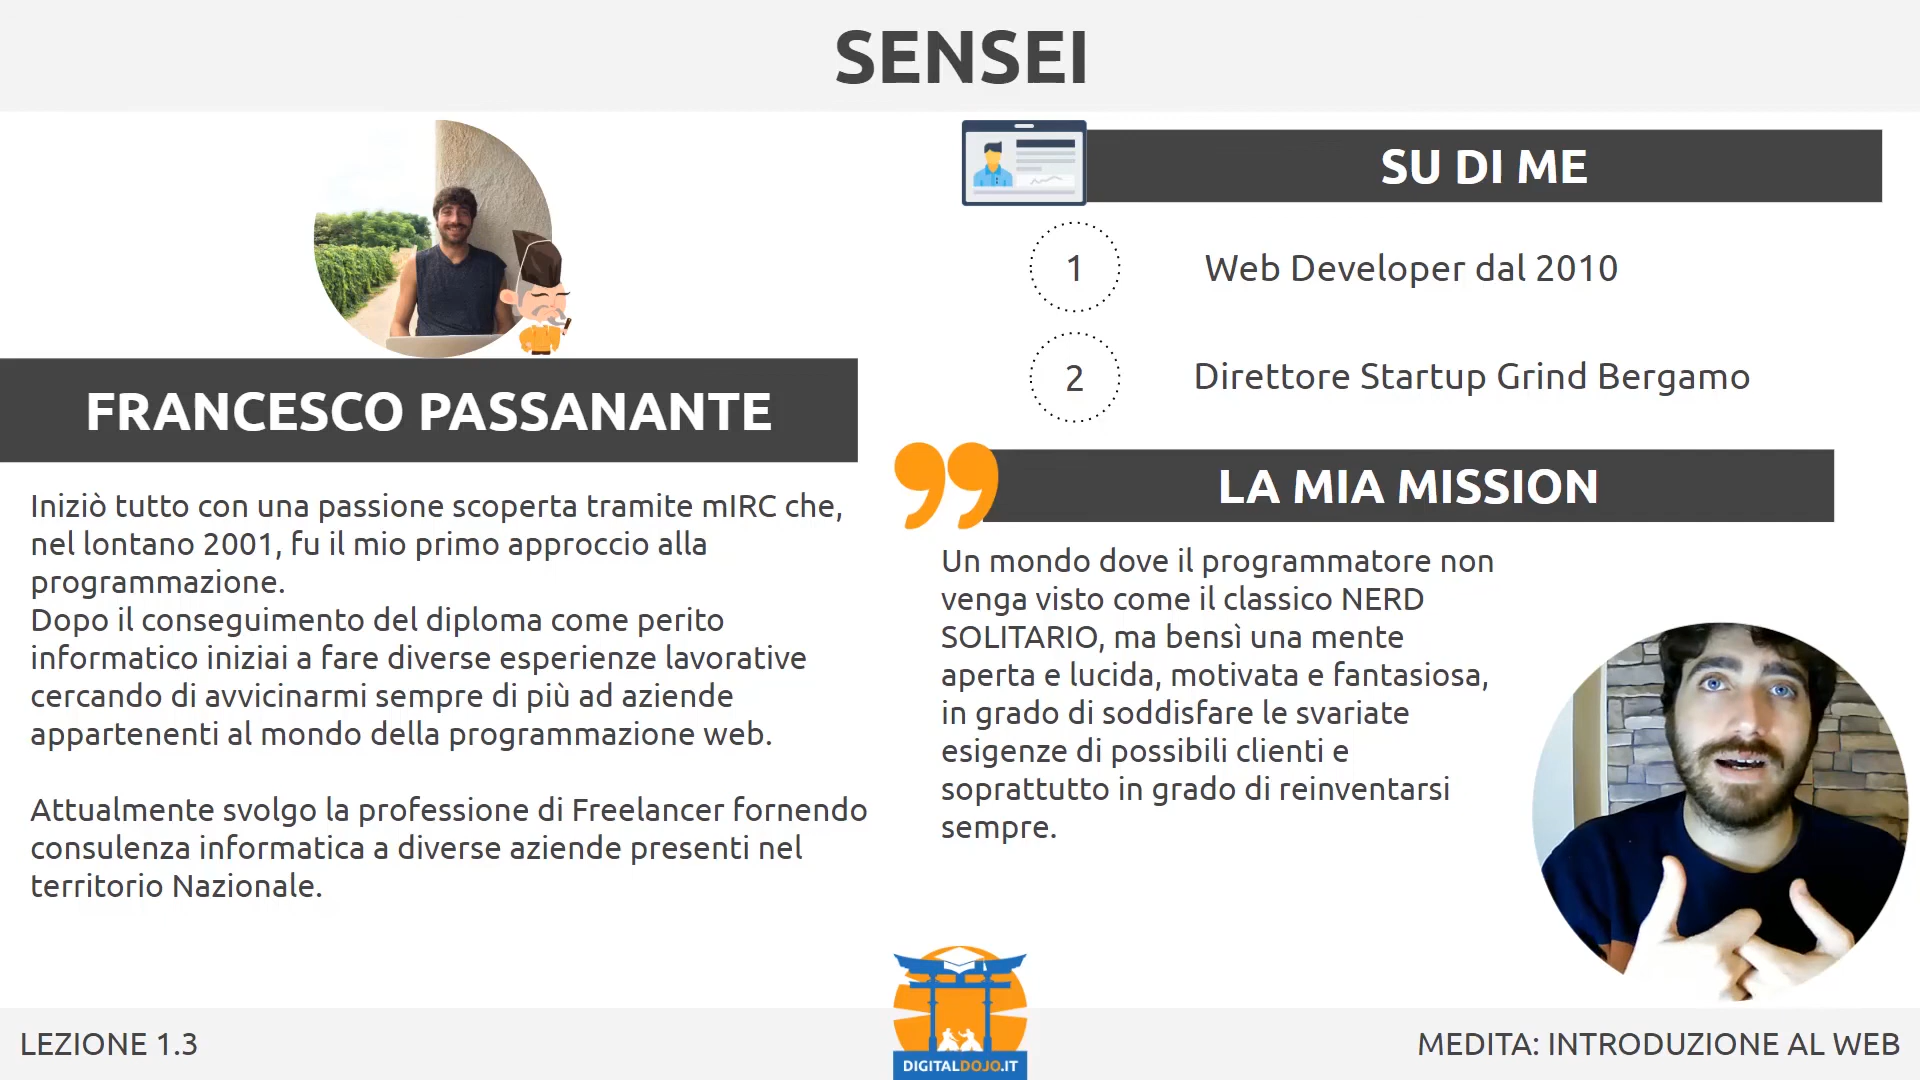 SENSEI
FRANCESCO PASSANANTE
Iniziò tutto con una passione scoperta tramite mIRC che,
nel lontano 2001, fu il mio primo approccio alla
programmazione.
Dopo il conseguimento del diploma come perito
informatico iniziai a fare diverse esperienze lavorative
cercando di avvicinarmi sempre di più ad aziende
appartenenti al mondo della programmazione web.
Attualmente svolgo la professione di Freelancer fornendo
consulenza informatica a diverse aziende presenti nel
territorio Nazionale.
SU DI ME
1 Web Developer dal 2010
2 Direttore Startup Grind Bergamo
LA MIA MISSION
Un mondo dove il programmatore non
venga visto come il classico NERD
SOLITARIO, ma bensì una mente
aperta e lucida, motivata e fantasiosa,
in grado di soddisfare le svariate
esigenze di possibili clienti e
soprattutto in grado di reinventarsi
sempre.
LEZIONE 1.3
DIGITALDOJO.IT
MEDITA: INTRODUZIONE AL WEB